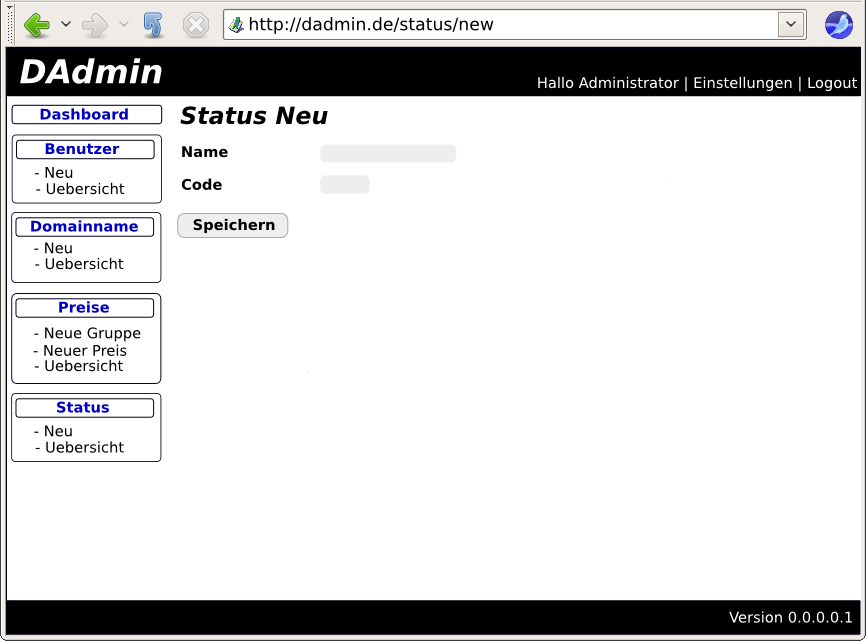 http://dadmin.de/status/new
DAdmin
Hallo Administrator | Einstellungen | Logout
Dashboard
Benutzer
- Neu
- Uebersicht
Domainname
- Neu
- Uebersicht
Preise
- Neue Gruppe
- Neuer Preis
- Uebersicht
Status
- Neu
- Uebersicht
Status Neu
Name
Code
Speichern
Version 0.0.0.0.1